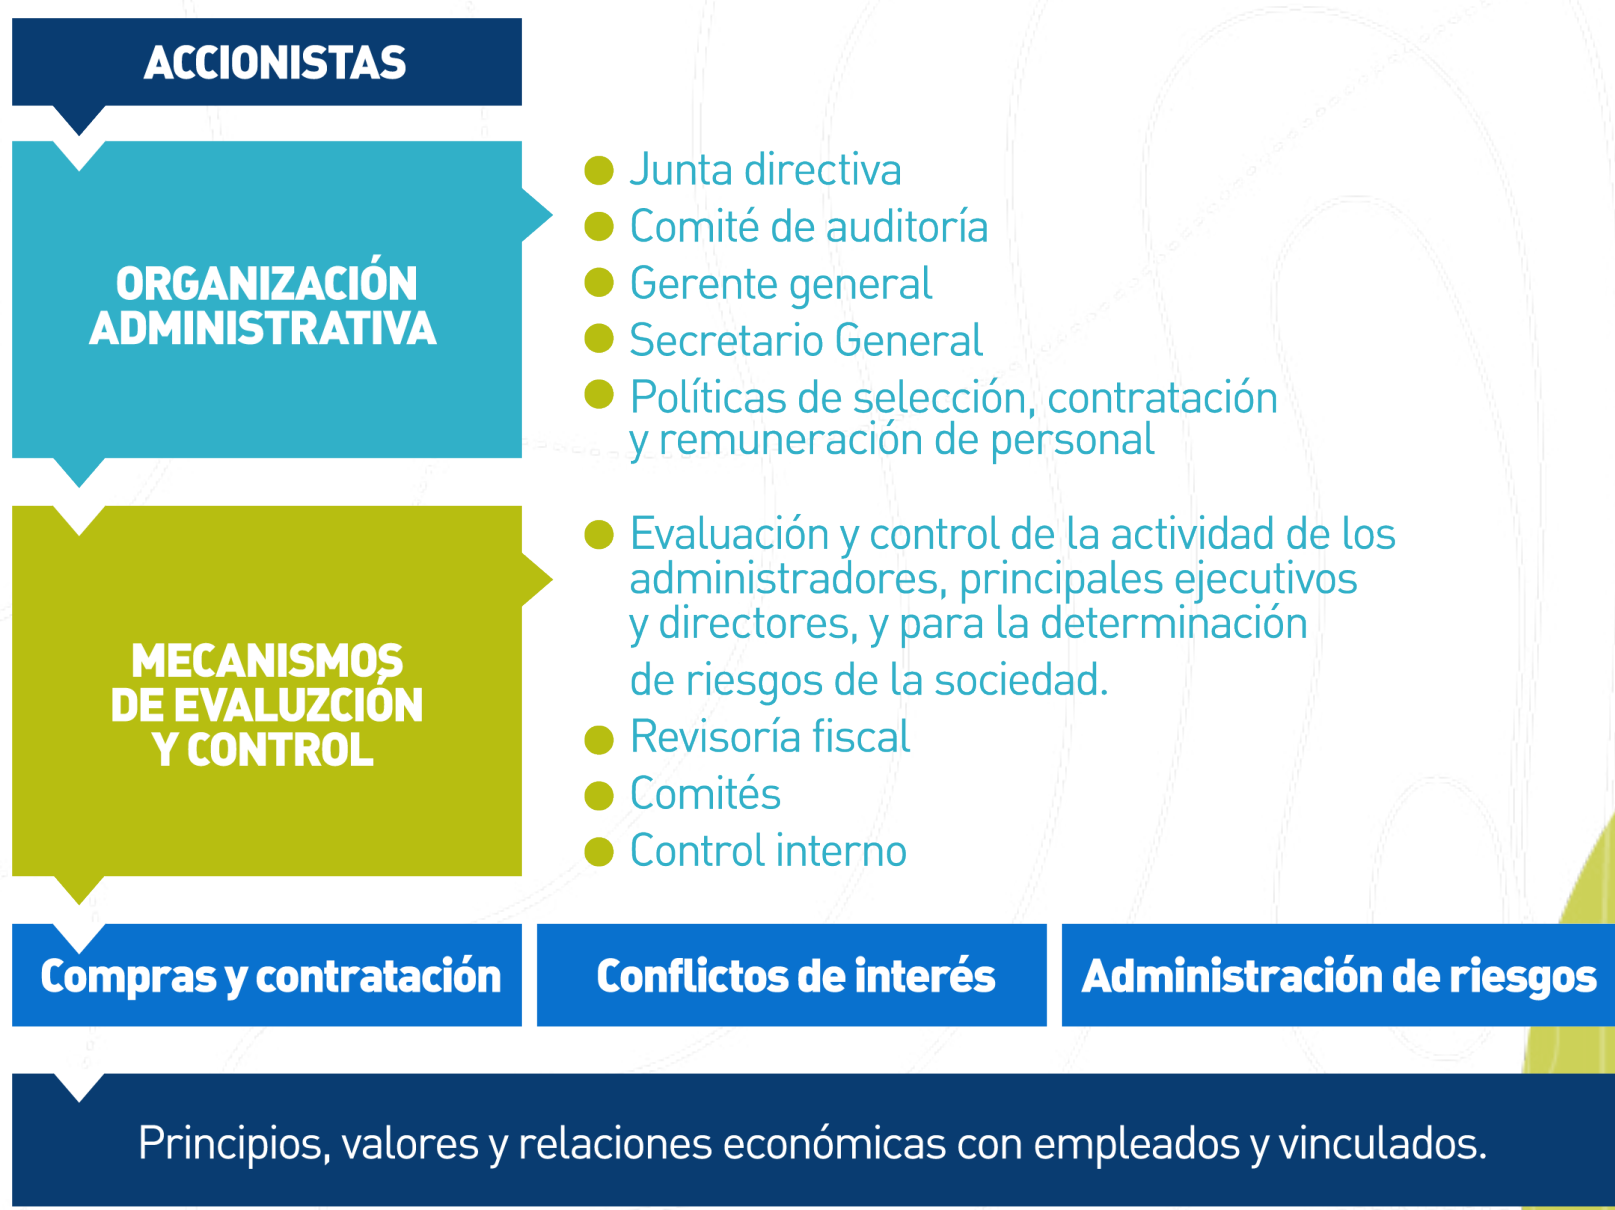 ACCIONISTAS
ORGANIZACIÓN
ADMINISTRATIVA
Junta directiva
Comité de auditoría
Gerente general
Secretario General
Políticas de selección, contratación
y remuneración de personal
MECANISMOS
DE EVALUZCIÓN
Y CONTROL
Evaluación y control de la actividad de los
administradores, principales ejecutivos
y directores, y para la determinación
de riesgos de la sociedad.
Revisoría fiscal
Comités
Control interno
Compras y contratación
Conflictos de interés
Administración de riesgos
Principios, valores y relaciones económicas con empleados y vinculados.